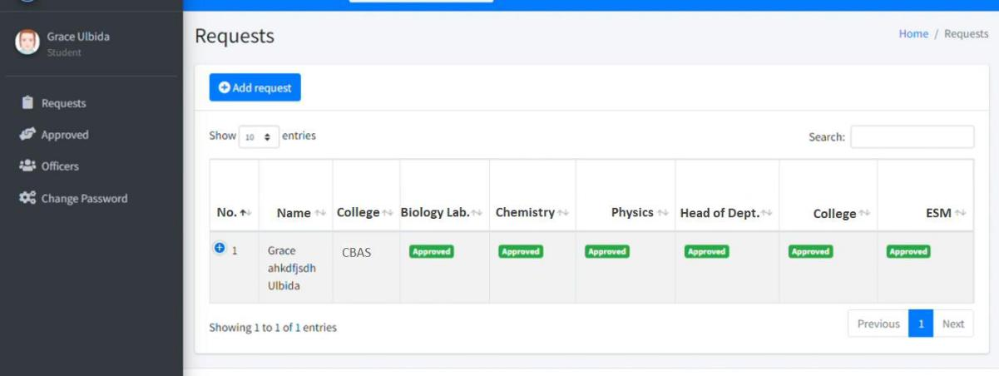 Grace Ulbida
Student
Requests
Approved
Officers
Change Password
Requests
Home / Requests
Add request
Show 10 entries
Search:
No. Name College Biology Lab. Chemistry Physics Head of Dept. College ESM
1 Grace ahkdfjsdh Ulbida CBAS Approved Approved Approved Approved Approved Approved
Showing 1 to 1 of 1 entries
Previous 1 Next